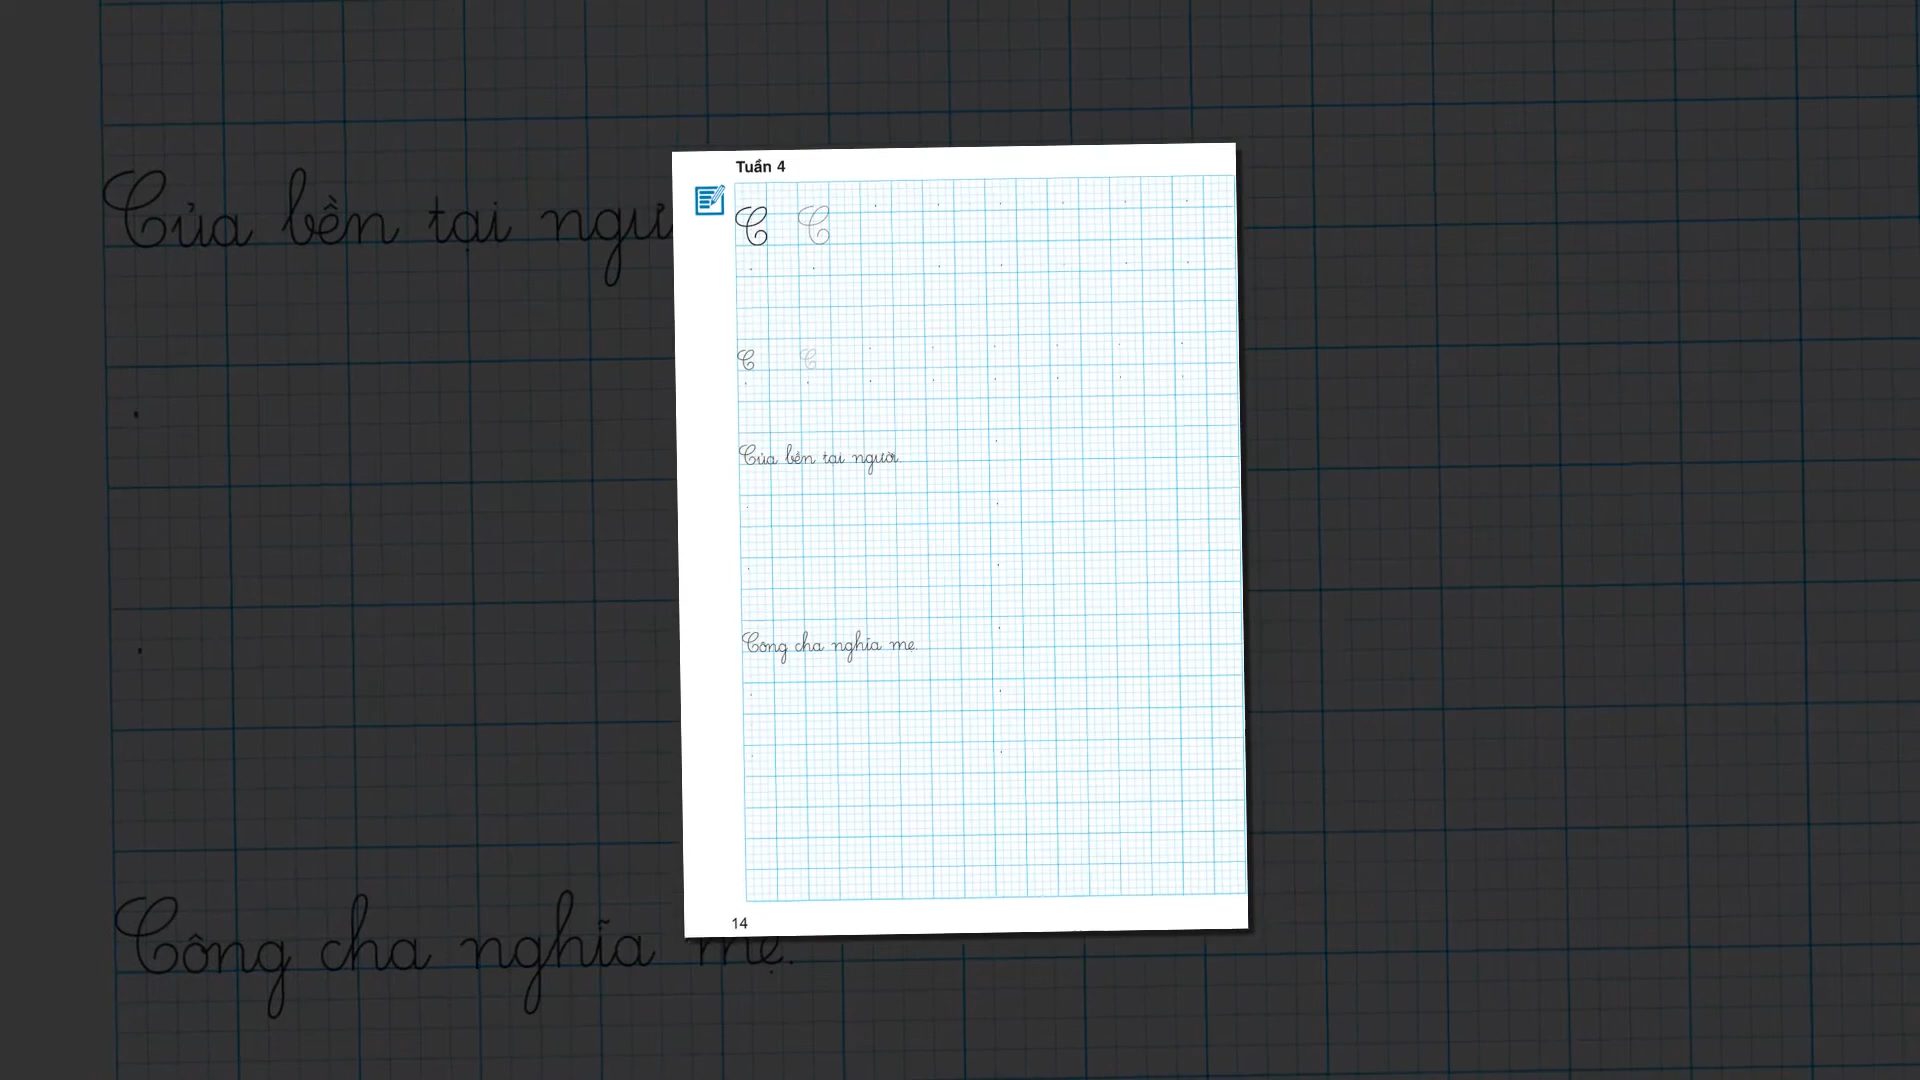 Tuần 4
C C
C C
Của bền tại người.
Công cha nghĩa mẹ.
14
Của bền tại ngư
Công cha nghĩa mẹ.